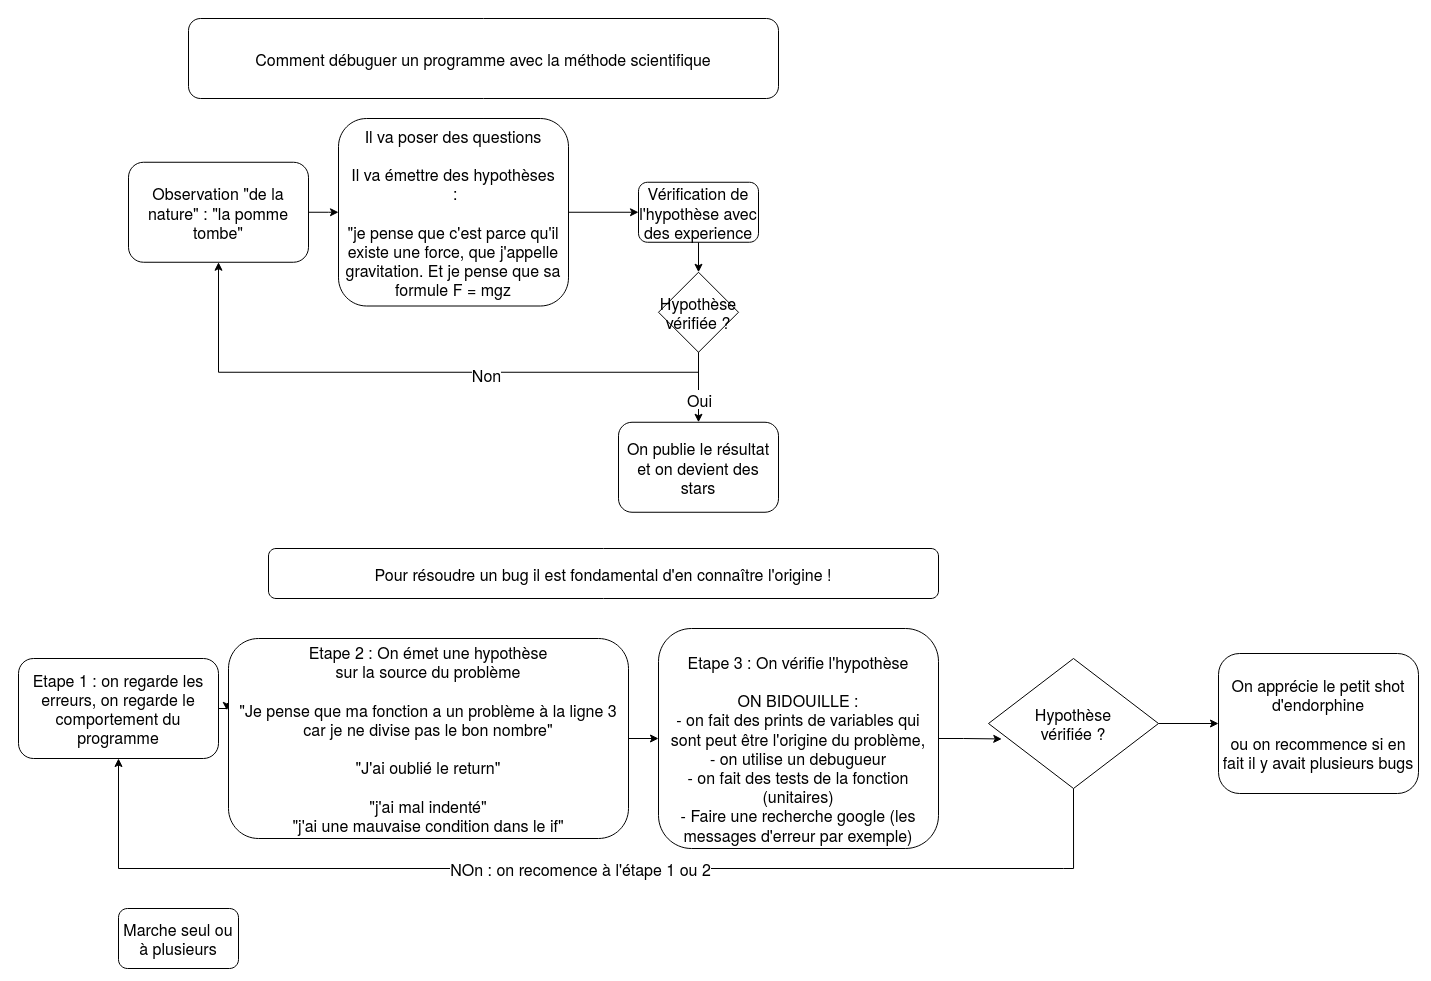 Comment débuguer un programme avec la méthode scientifique
Observation "de la
nature" : "la pomme
tombe"
Il va poser des questions
Il va émettre des hypothèses
:
"je pense que c'est parce qu'il
existe une force, que j'appelle
gravitation. Et je pense que sa
formule F = mgz
Vérification de
l'hypothèse avec
des experience
Hypothèse
vérifiée ?
Non
Oui
On publie le résultat
et on devient des
stars
Pour résoudre un bug il est fondamental d'en connaître l'origine !
Etape 1 : on regarde les
erreurs, on regarde le
comportement du
programme
Etape 2 : On émet une hypothèse
sur la source du problème
"Je pense que ma fonction a un problème à la ligne 3
car je ne divise pas le bon nombre"
"J'ai oublié le return"
"j'ai mal indenté"
"j'ai une mauvaise condition dans le if"
Etape 3 : On vérifie l'hypothèse
ON BIDOUILLE :
- on fait des prints de variables qui
sont peut être l'origine du problème,
- on utilise un debugueur
- on fait des tests de la fonction
(unitaires)
- Faire une recherche google (les
messages d'erreur par exemple)
Hypothèse
vérifiée ?
On apprécie le petit shot
d'endorphine
ou on recommence si en
fait il y avait plusieurs bugs
NOn : on recomence à l'étape 1 ou 2
Marche seul ou
à plusieurs